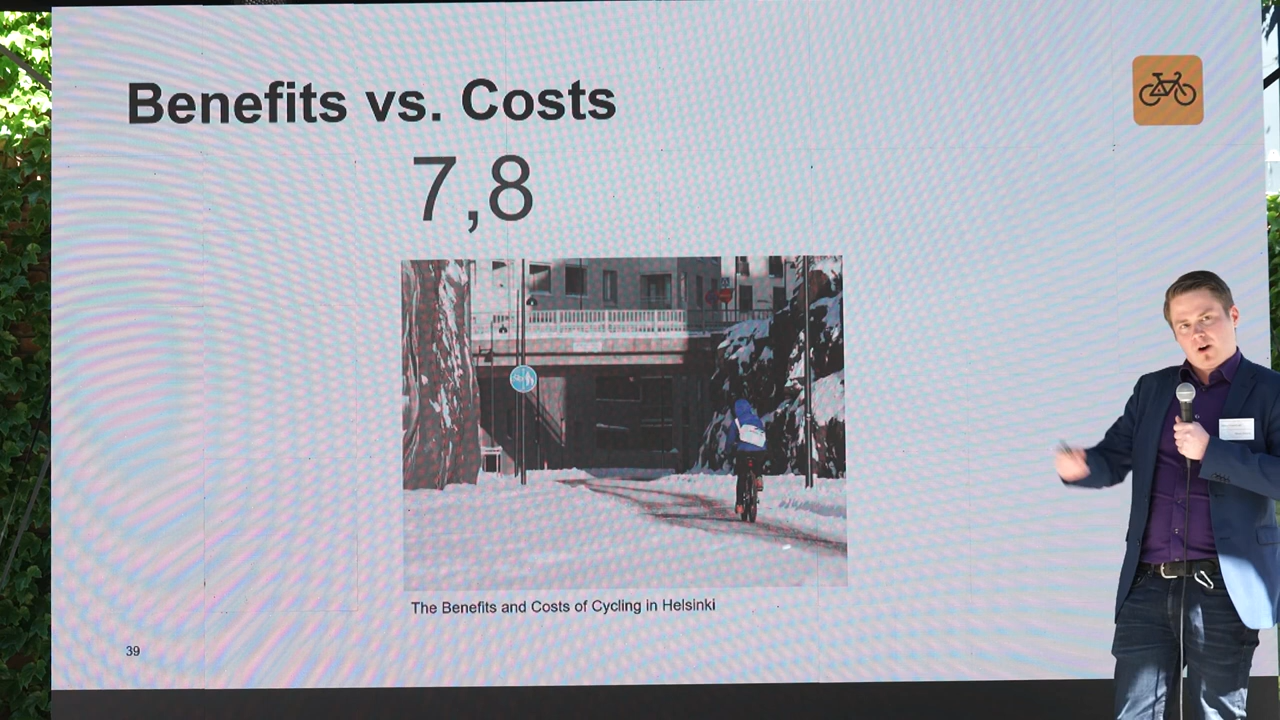 Benefits vs. Costs
7,8
The Benefits and Costs of Cycling in Helsinki
39